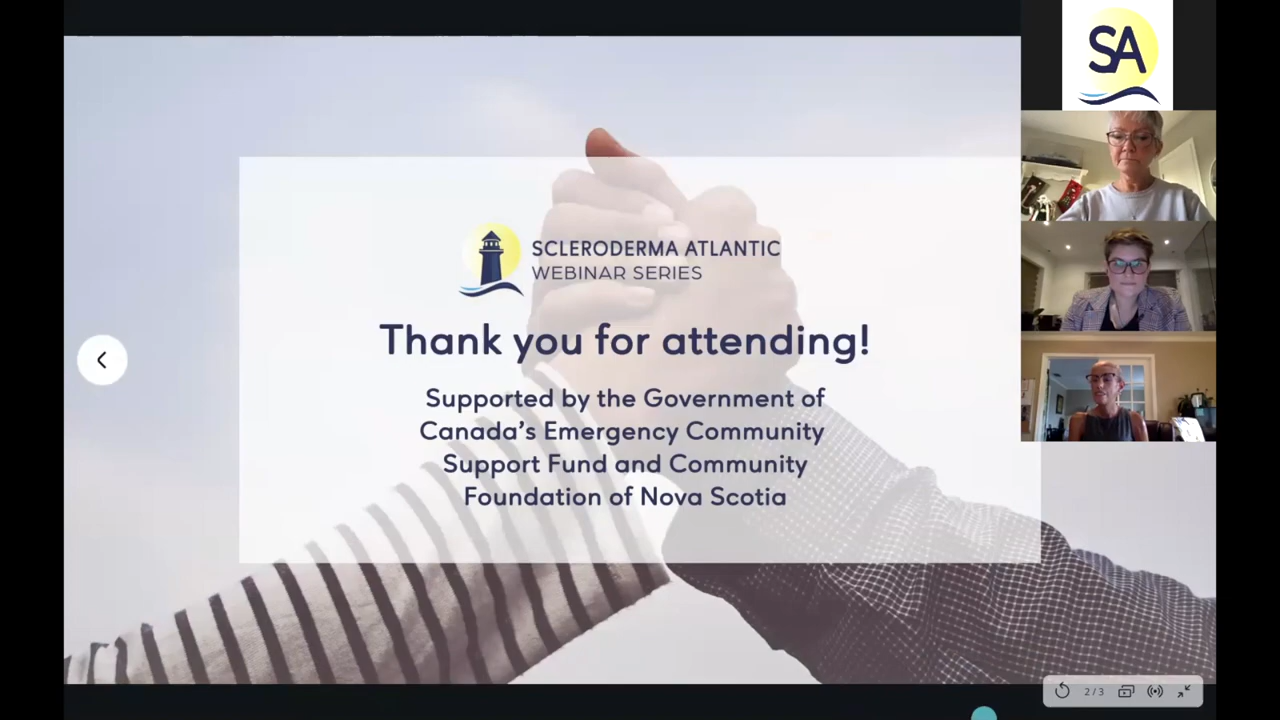 SA
SCLERODERMA ATLANTIC
WEBINAR SERIES
Thank you for attending!
Supported by the Government of
Canada’s Emergency Community
Support Fund and Community
Foundation of Nova Scotia
2/3